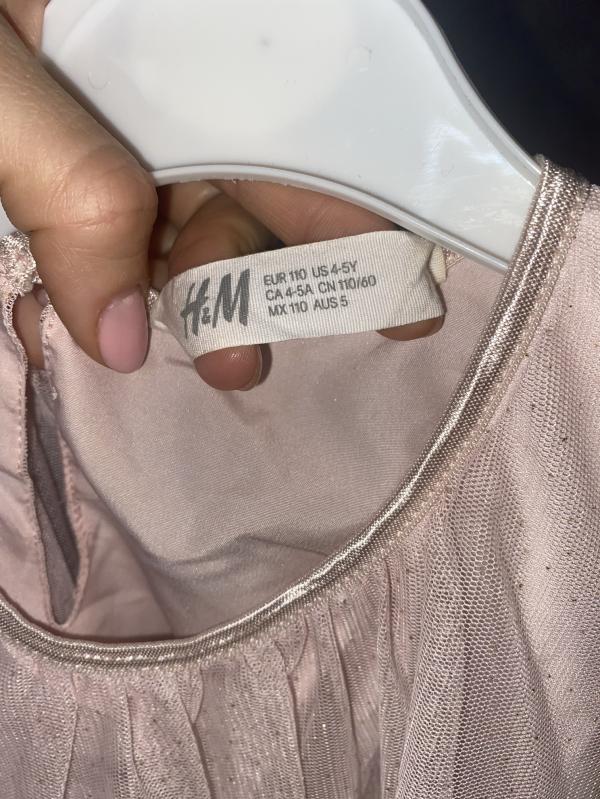 H&M
EUR 110 US 4-5Y
CA 4-5A CN 110/60
MX 110 AUS 5